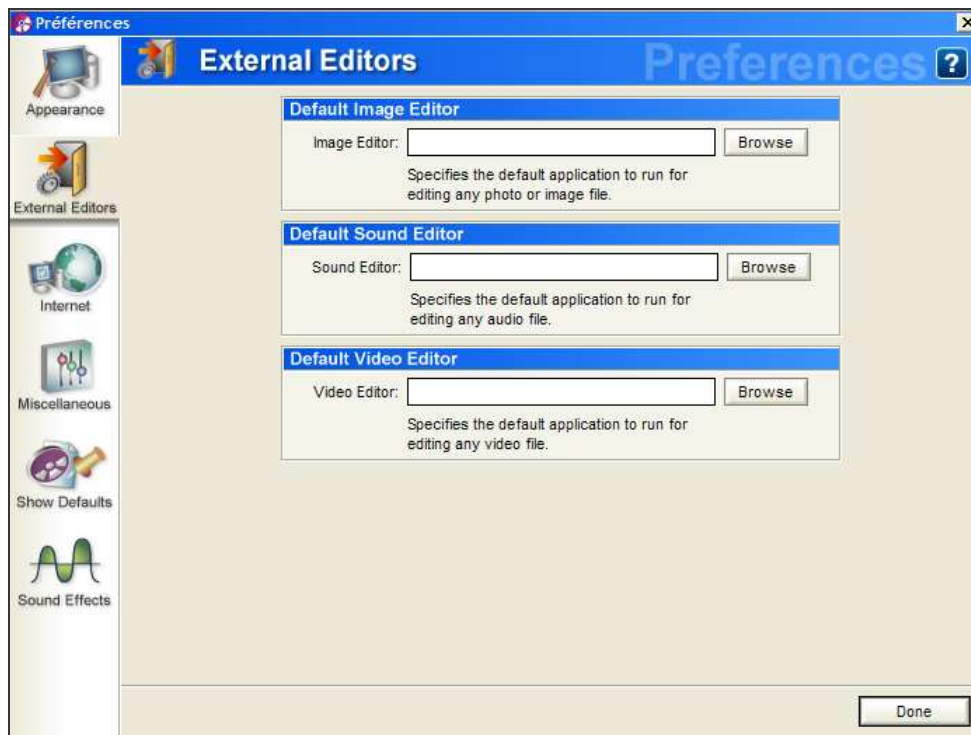 Préférences
External Editors
Preferences
?
Appearance
External Editors
Internet
Miscellaneous
Show Defaults
Sound Effects
Default Image Editor
Image Editor:
Browse
Specifies the default application to run for
editing any photo or image file.
Default Sound Editor
Sound Editor:
Browse
Specifies the default application to run for
editing any audio file.
Default Video Editor
Video Editor:
Browse
Specifies the default application to run for
editing any video file.
Done